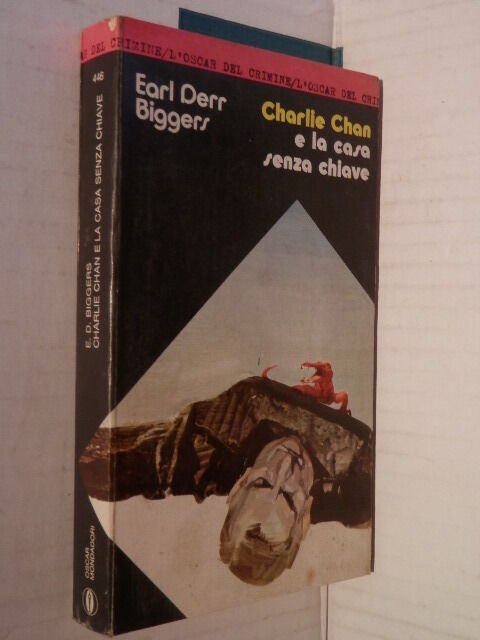 DEL CRIMINE/L'OSCAR DEL CRIMINE/L'OSCAR DEL CRI
Earl Derr
Biggers
Charlie Chan
e la casa
senza chiave
446
E. D. BIGGERS
CHARLIE CHAN E LA CASA SENZA CHIAVE
OSCAR
MONDADORI